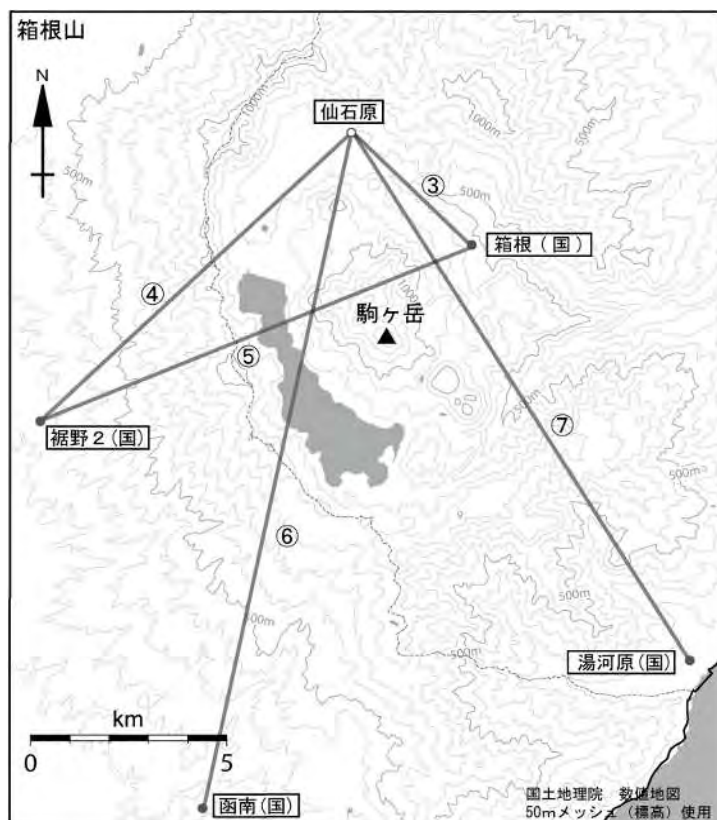 箱根山
N
仙石原
1000m
1000m
500m
③
500m
箱根(国)
④
1000m
駒ヶ岳
⑤
裾野2(国)
⑦
⑥
500m
500m
500m
湯河原(国)
km
0 5
函南(国)
国土地理院 数値地図
50mメッシュ(標高)使用